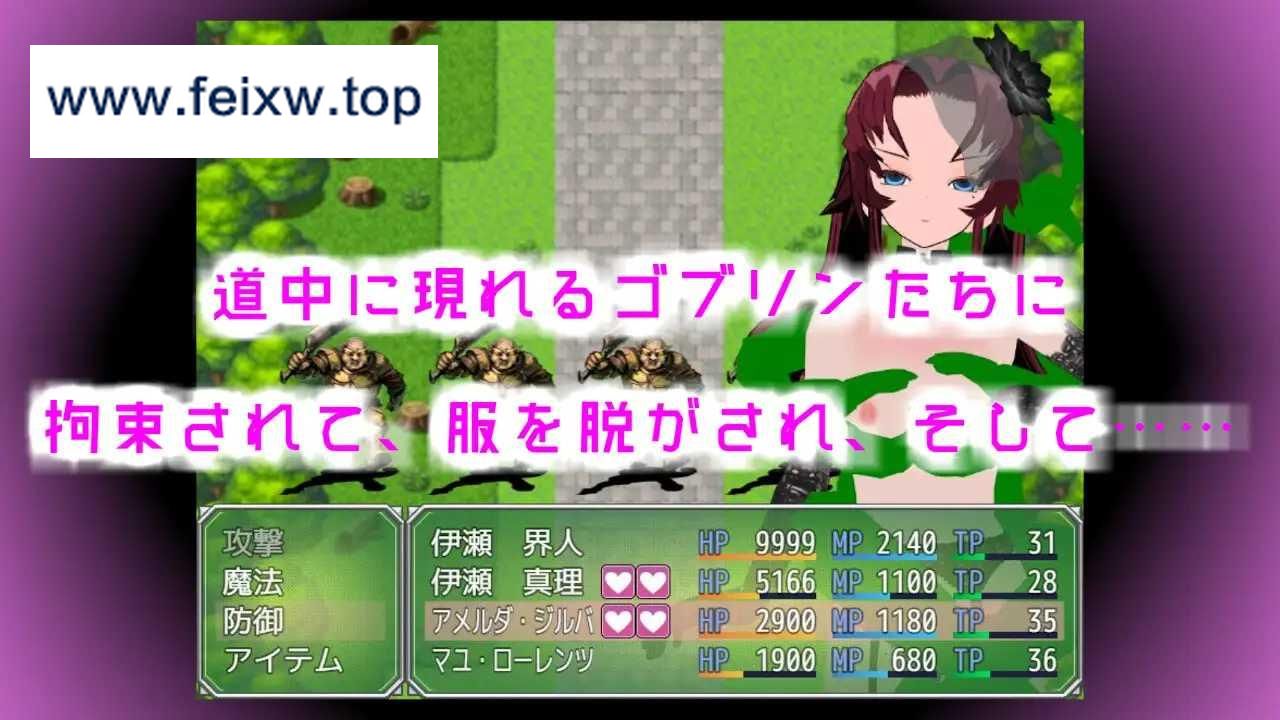 www.feixw.top
道中に現れるゴブリンたちに
拘束されて、服を脱がされ、そして……
攻撃
魔法
防御
アイテム
伊勢 界人 HP 9999 MP 2140 TP 31
伊勢 真理 HP 5166 MP 1100 TP 28
アメルダ・ジルバ HP 2900 MP 1180 TP 35
マユ・ローレンツ HP 1900 MP 680 TP 36